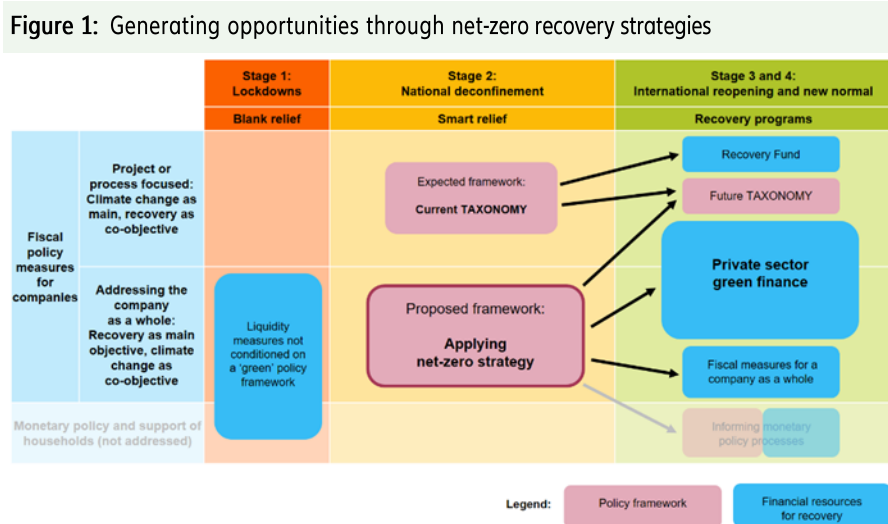 Figure 1: Generating opportunities through net-zero recovery strategies
Stage 1:
Lockdowns
Stage 2:
National deconfinement
Stage 3 and 4:
International reopening and new normal
Blank relief
Smart relief
Recovery programs
Fiscal
policy
measures
for
companies
Project or
process focused:
Climate change as
main, recovery as
co-objective
Expected framework:
Current TAXONOMY
Recovery Fund
Future TAXONOMY
Private sector
green finance
Addressing the
company
as a whole:
Recovery as main
objective, climate
change as
co-objective
Liquidity
measures not
conditioned on
a 'green' policy
framework
Proposed framework:
Applying
net-zero strategy
Fiscal measures for a
company as a whole
Monetary policy and support of
households (not addressed)
Informing monetary
policy processes
Legend:
Policy framework
Financial resources
for recovery